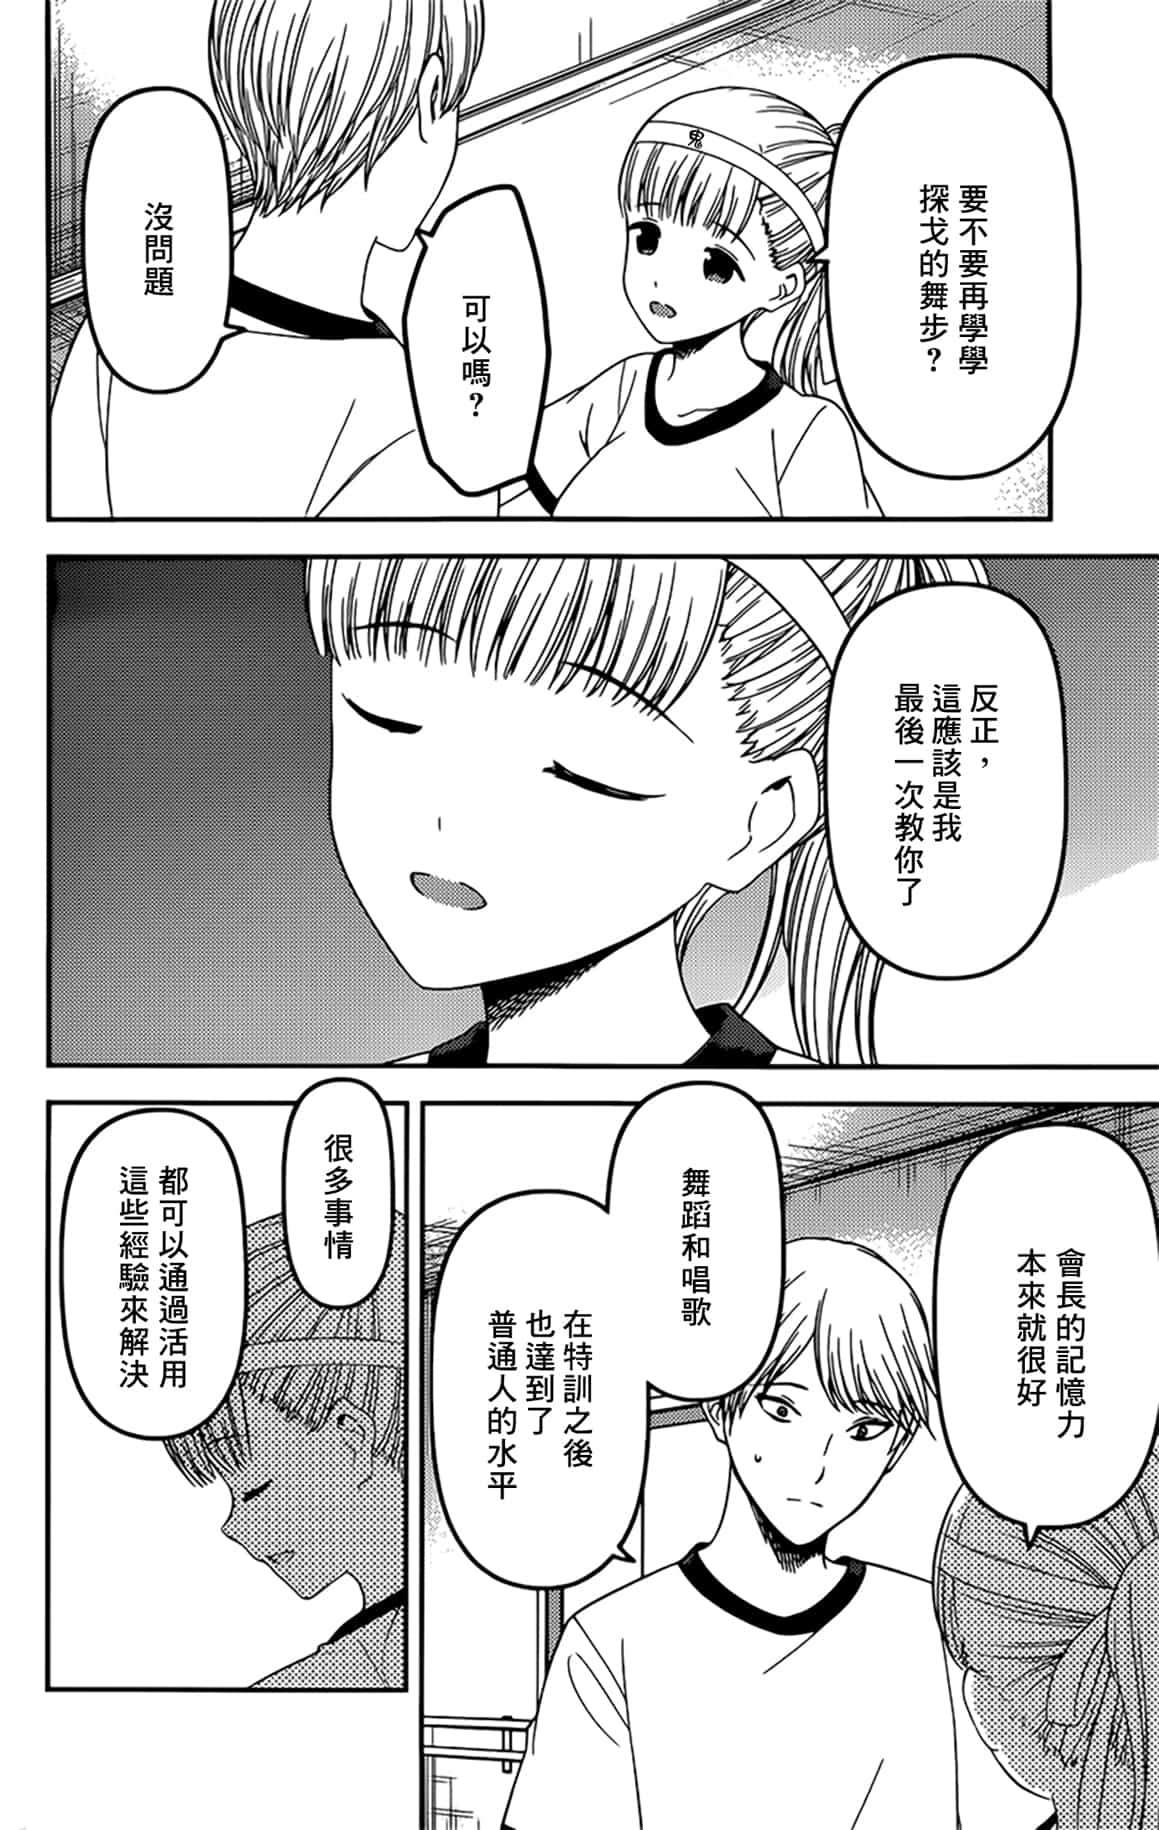 要不要再學學
探戈的舞步?
鬼
可以嗎?
沒問題
反正,
這應該是我
最後一次教你了
會長的記憶力
本來就很好
舞蹈和唱歌
在特訓之後
也達到了
普通人的水平
很多事情
都可以通過活用
這些經驗來解決